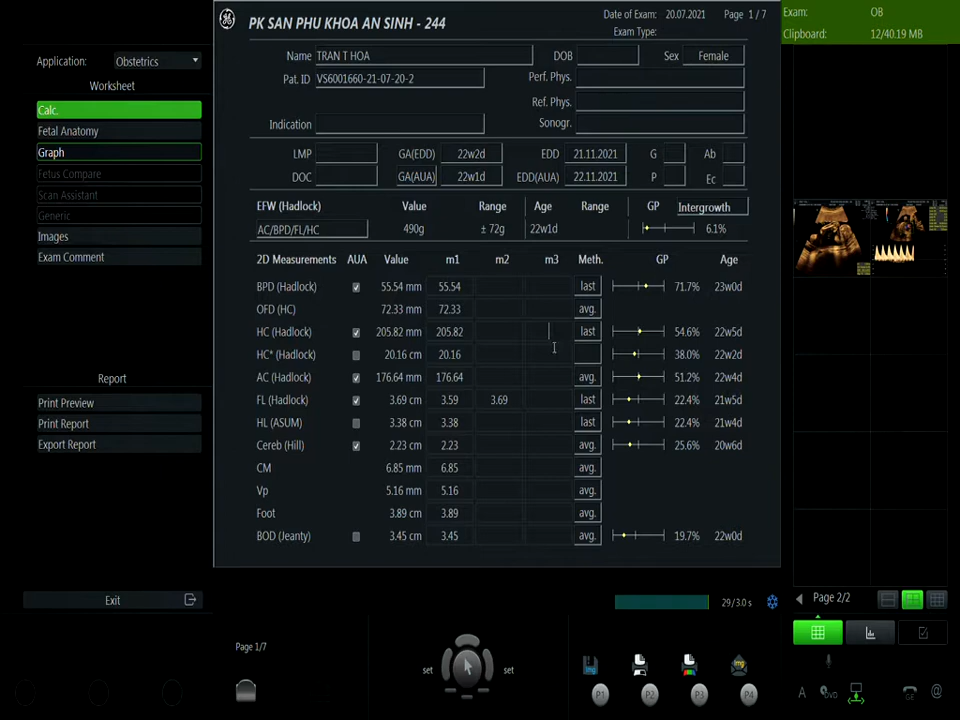 PK SAN PHU KHOA AN SINH - 244
Date of Exam: 20.07.2021 Page 1 / 7
Exam Type:
Name TRAN T HOA DOB Sex Female
Pat. ID VS6001660-21-07-20-2 Perf. Phys.
Ref. Phys.
Indication Sonogr.
LMP GA(EDD) 22w2d EDD 21.11.2021 G Ab
DOC GA(AUA) 22w1d EDD(AUA) 22.11.2021 P Ec
EFW (Hadlock) Value Range Age Range GP Intergrowth
AC/BPD/FL/HC 490g ± 72g 22w1d 6.1%
2D Measurements AUA Value m1 m2 m3 Meth. GP Age
BPD (Hadlock) 55.54 mm 55.54 last 71.7% 23w0d
OFD (HC) 72.33 mm 72.33 avg.
HC (Hadlock) 205.82 mm 205.82 last 54.6% 22w5d
HC* (Hadlock) 20.16 cm 20.16 38.0% 22w2d
AC (Hadlock) 176.64 mm 176.64 avg. 51.2% 22w4d
FL (Hadlock) 3.69 cm 3.59 3.69 last 22.4% 21w5d
HL (ASUM) 3.38 cm 3.38 last 22.4% 21w4d
Cereb (Hill) 2.23 cm 2.23 avg. 25.6% 20w6d
CM 6.85 mm 6.85 avg.
Vp 5.16 mm 5.16 avg.
Foot 3.89 cm 3.89 avg.
BOD (Jeanty) 3.45 cm 3.45 avg. 19.7% 22w0d
Application: Obstetrics
Worksheet
Calc.
Fetal Anatomy
Graph
Fetus Compare
Scan Assistant
Generic
Images
Exam Comment
Report
Print Preview
Print Report
Export Report
Exit
Page 1/7
set
set
29/3.0 s
P1 P2 P3 P4
Img
Exam: OB
Clipboard: 12/40.19 MB
Page 2/2
A DVD @